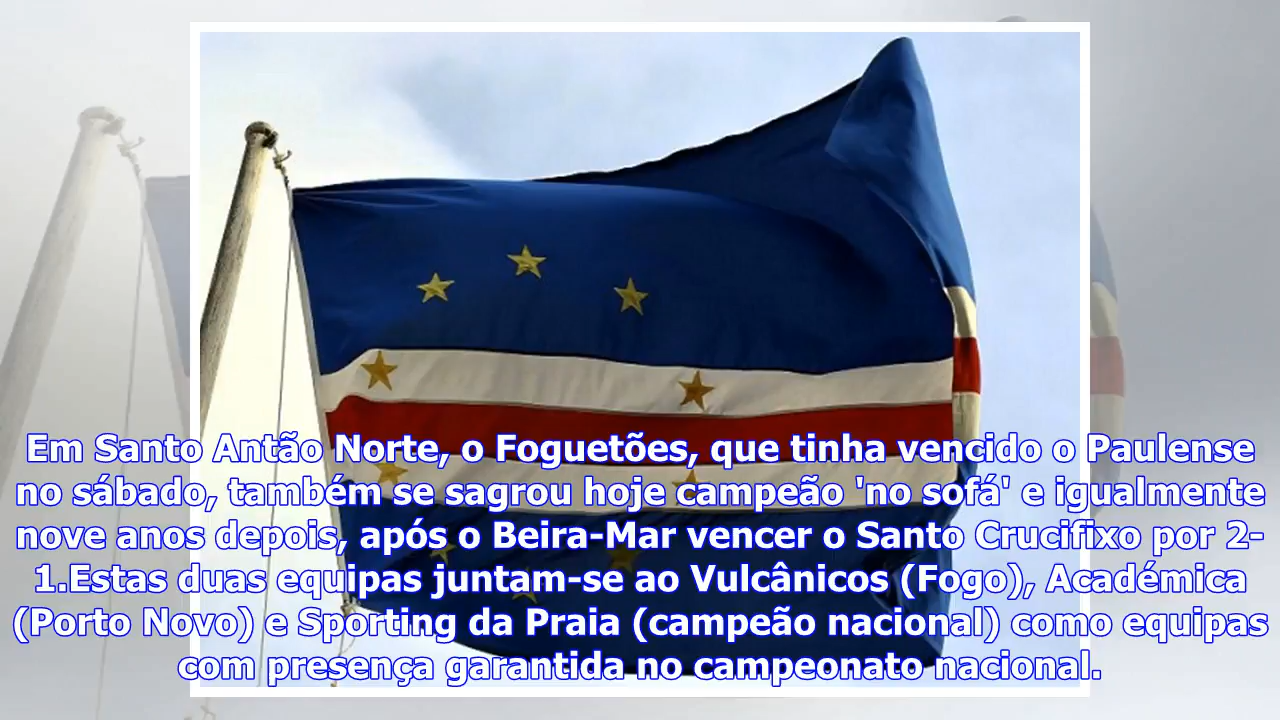 Em Santo Antão Norte, o Foguetões, que tinha vencido o Paulense
no sábado, também se sagrou hoje campeão 'no sofá' e igualmente
nove anos depois, após o Beira-Mar vencer o Santo Crucifixo por 2-
1.Estas duas equipas juntam-se ao Vulcânicos (Fogo), Académica
(Porto Novo) e Sporting da Praia (campeão nacional) como equipas
com presença garantida no campeonato nacional.